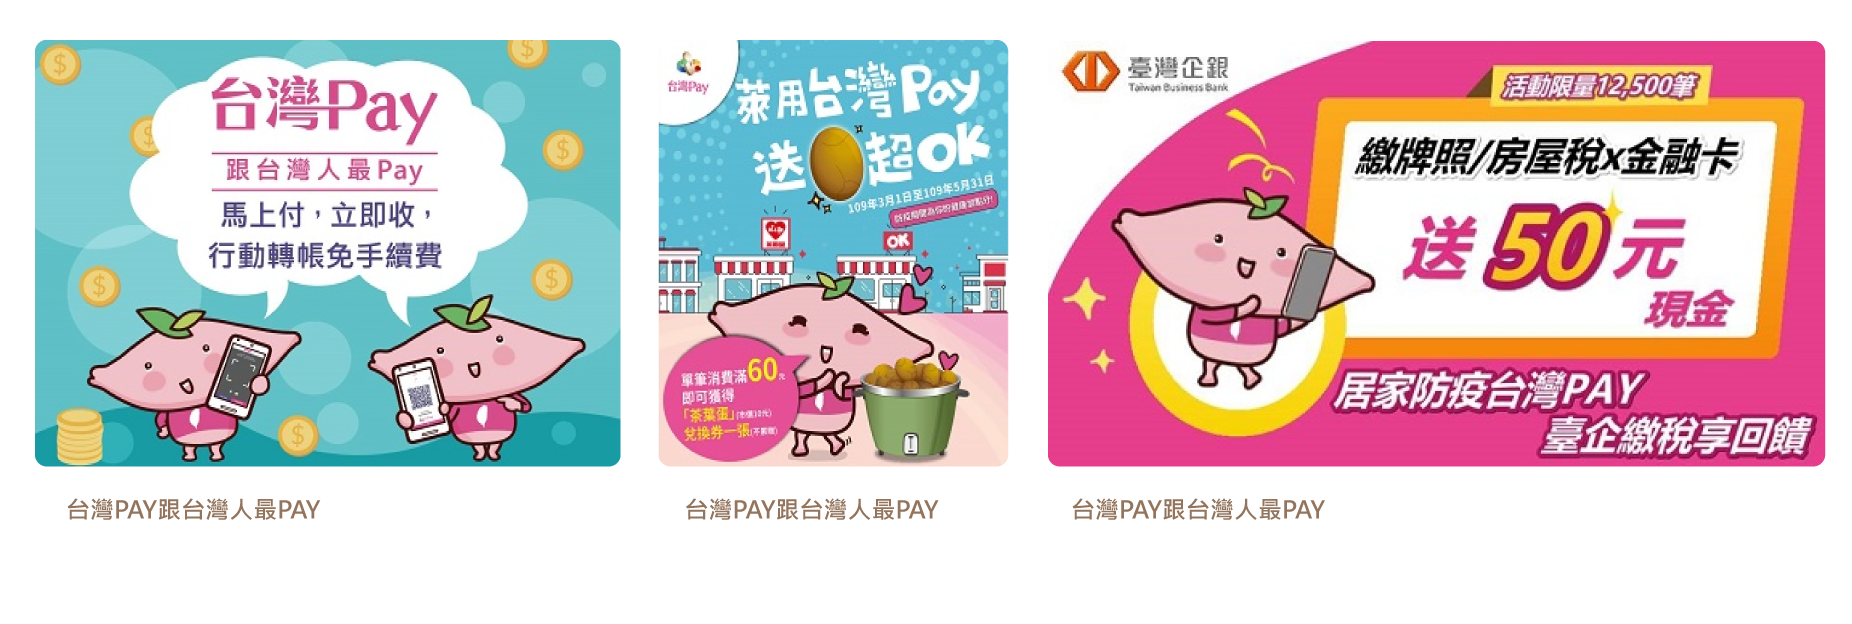 台灣Pay
跟台灣人最Pay
馬上付，立即收，
行動轉帳免手續費
台灣PAY跟台灣人最PAY
台灣Pay
萊用台灣Pay
送超OK
109年3月1日至109年5月31日
OK
單筆消費滿60元
即可獲得
「茶葉蛋」(市價10元)
兌換券一張(不累贈)
台灣PAY跟台灣人最PAY
臺灣企銀
Taiwan Business Bank
活動限量12,500筆
繳牌照/房屋稅x金融卡
送50元
現金
居家防疫台灣PAY
臺企繳稅享回饋
台灣PAY跟台灣人最PAY